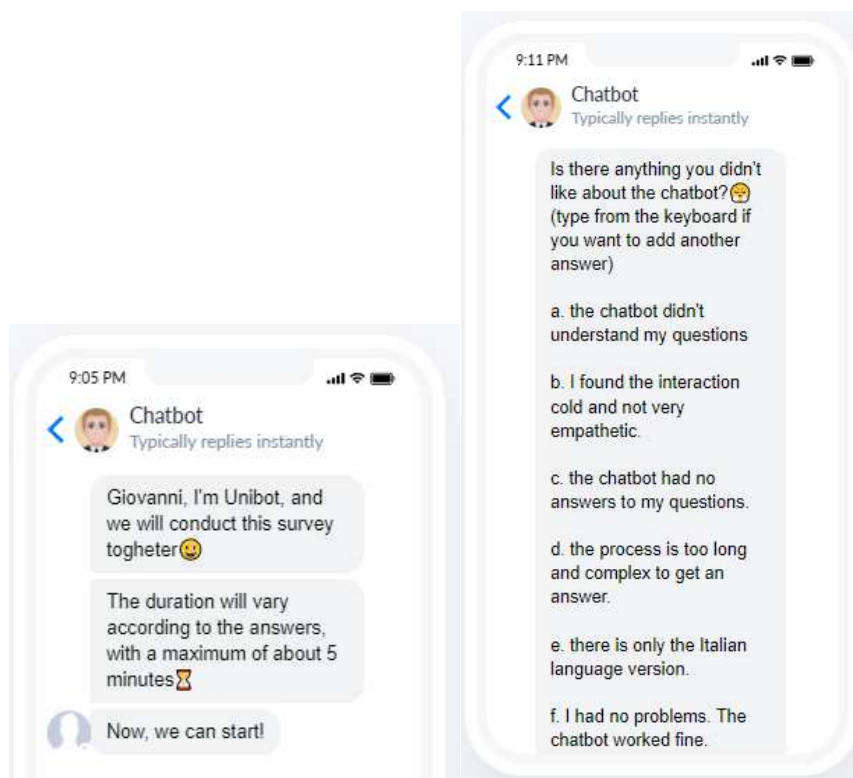 9:05 PM
Chatbot
Typically replies instantly
Giovanni, I'm Unibot, and
we will conduct this survey
togheter😀
The duration will vary
according to the answers,
with a maximum of about 5
minutes⏳
Now, we can start!
9:11 PM
Chatbot
Typically replies instantly
Is there anything you didn't
like about the chatbot?😤
(type from the keyboard if
you want to add another
answer)
a. the chatbot didn't
understand my questions
b. I found the interaction
cold and not very
empathetic.
c. the chatbot had no
answers to my questions.
d. the process is too long
and complex to get an
answer.
e. there is only the Italian
language version.
f. I had no problems. The
chatbot worked fine.